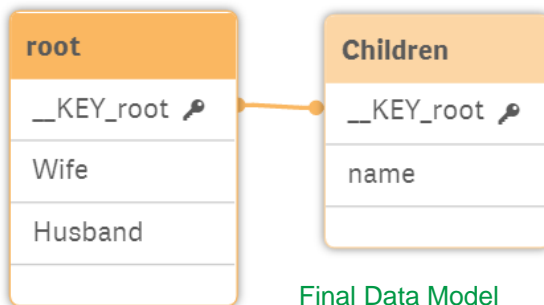 root
__KEY_root
Wife
Husband
Children
__KEY_root
name
Final Data Model